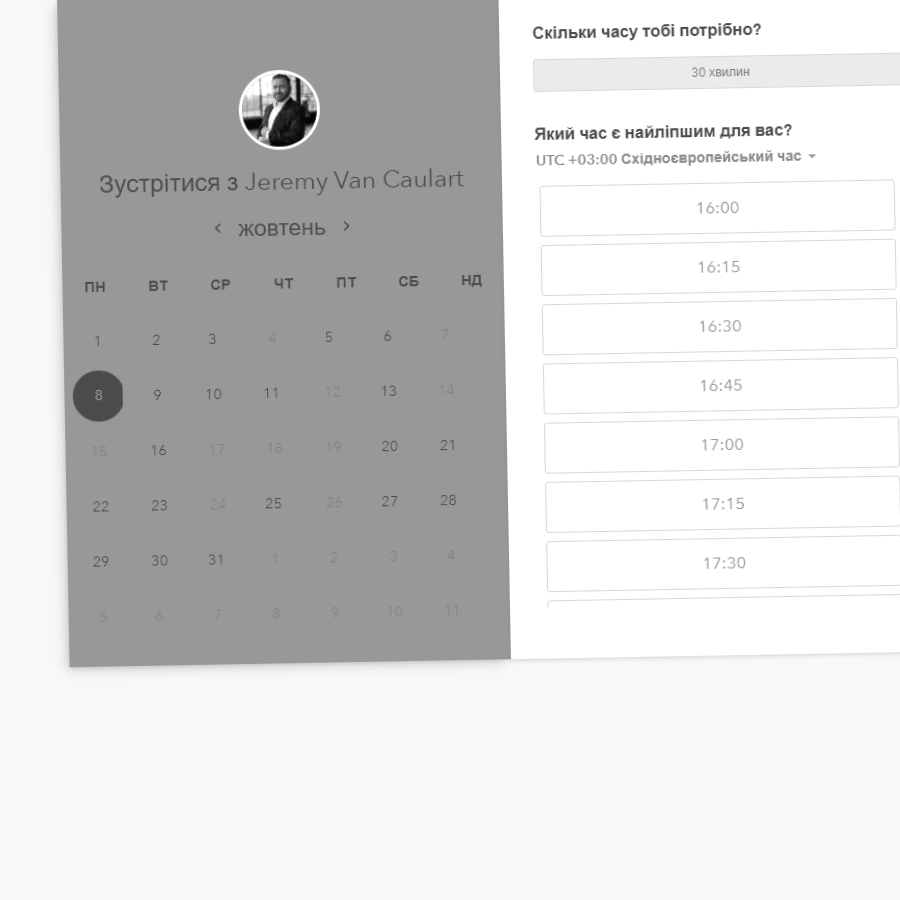 Зустрітися з Jeremy Van Caulart
жовтень
ПН ВТ СР ЧТ ПТ СБ НД
1 2 3 4 5 6 7
8 9 10 11 12 13 14
15 16 17 18 19 20 21
22 23 24 25 26 27 28
29 30 31 1 2 3 4
5 6 7 8 9 10 11
Скільки часу тобі потрібно?
30 хвилин
Який час є найліпшим для вас?
UTC +03:00 Східноєвропейський час
16:00
16:15
16:30
16:45
17:00
17:15
17:30